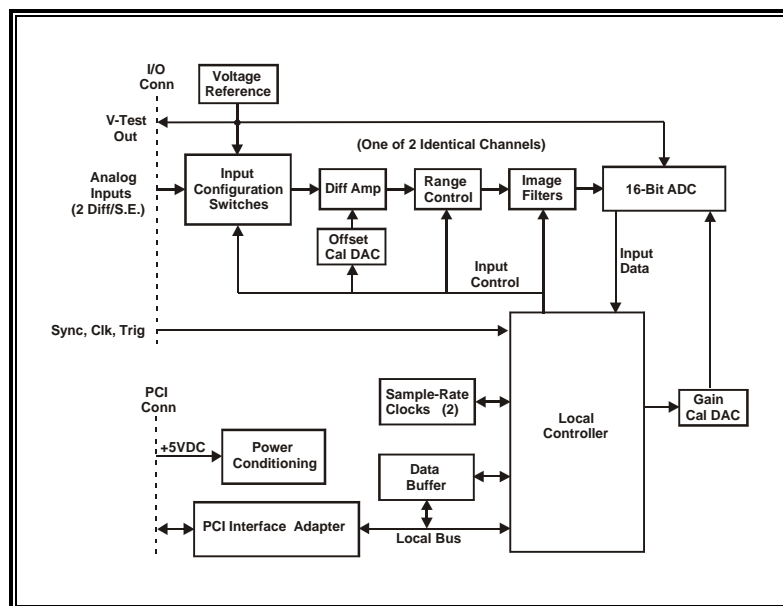 I/O
Conn
Voltage
Reference
V-Test
Out
(One of 2 Identical Channels)
Analog
Inputs
(2 Diff/S.E.)
Input
Configuration
Switches
Diff Amp
Range
Control
Image
Filters
16-Bit ADC
Offset
Cal DAC
Input
Control
Input
Data
Sync, Clk, Trig
PCI
Conn
Sample-Rate
Clocks (2)
Local
Controller
Gain
Cal DAC
+5VDC
Power
Conditioning
Data
Buffer
PCI Interface Adapter
Local Bus